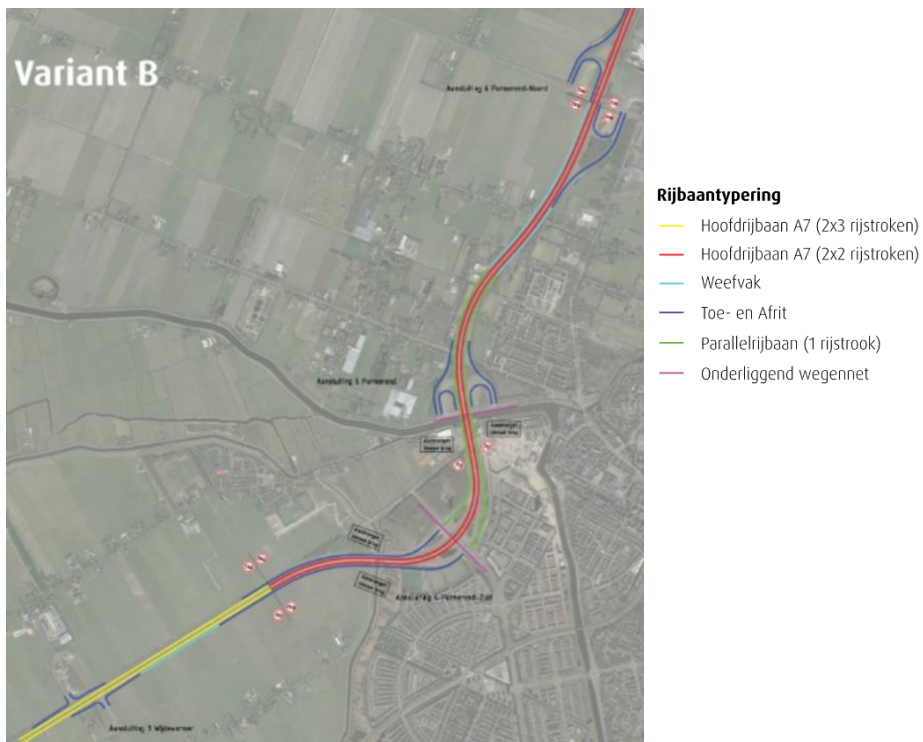 Variant B
Aansluiting 6 Purmerend-Noord
Aansluiting 5 Purmerend
Aansluiting 4 Purmerend-Zuid
Aansluiting 3 Wijdewormer
Rijbaantypering
Hoofdrijbaan A7 (2x3 rijstroken)
Hoofdrijbaan A7 (2x2 rijstroken)
Weefvak
Toe- en Afrit
Parallelrijbaan (1 rijstrook)
Onderliggend wegennet